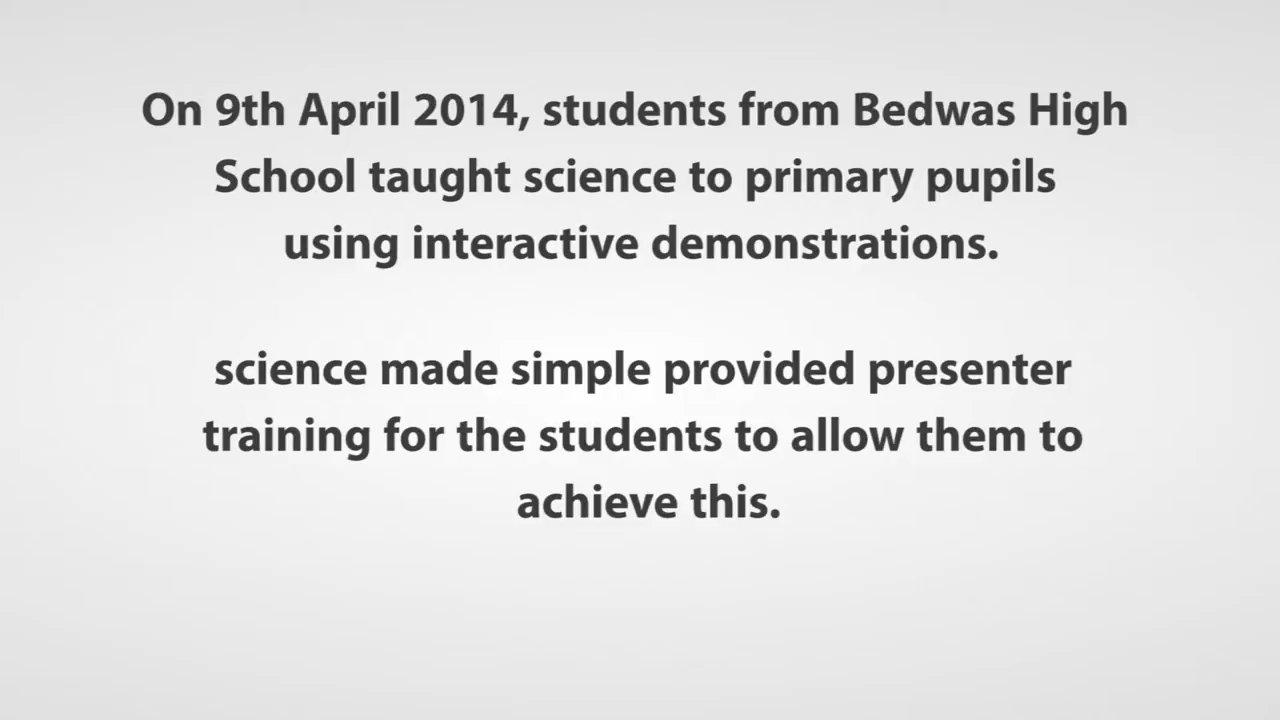 On 9th April 2014, students from Bedwas High
School taught science to primary pupils
using interactive demonstrations.
science made simple provided presenter
training for the students to allow them to
achieve this.